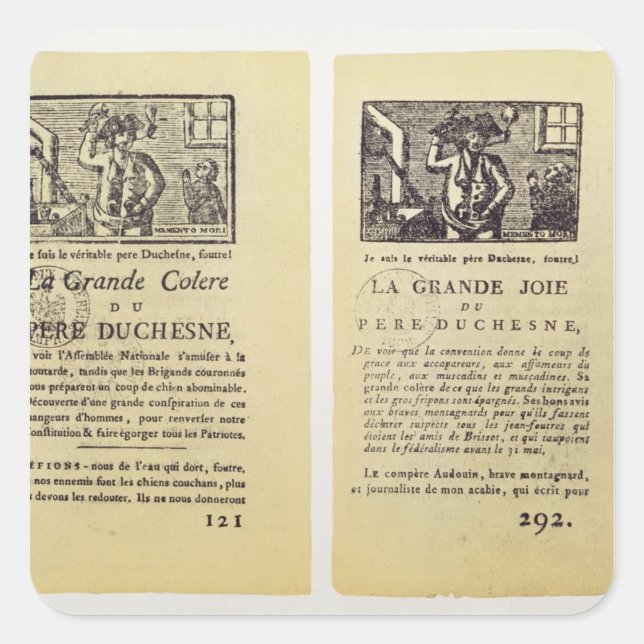 MEMENTO MORI
Je suis le véritable pere Duchesne, foutre!
La Grande Colere
DU
PERE DUCHESNE,
voir l'Assemblée Nationale s'amuser à la
moutarde, tandis que les Brigands couronnés
ous préparent un coup de chien abominable.
Découverte d'une grande conspiration de ces
mangeurs d'hommes, pour renverser notre
Constitution & faire égorger tous les Patriotes.
ÉFIONS-nous de l'eau qui dort, foutre.
nos ennemis font les chiens couchans, plus
devons les redouter. Ils ne nous donneront
121
MEMENTO MORI
Je suis le véritable père Duchesne, foutre!
LA GRANDE JOIE
DU
PERE DUCHESNE,
DE voir que la convention donne le coup de
grace aux accapareurs, aux affameurs du
peuple, aux muscadins et muscadines. Sa
grande colère de ce que les grands intrigans
et les gros fripons sont épargnés. Ses bons avis
aux braves montagnards pour qu'ils fassent
déclarer suspects tous les jean-foutres qui
étoient les amis de Brissot, et qui taupoient
dans le fédéralisme avant le 31 mai.
LE compère Audouin, brave montagnard,
et journaliste de mon acabie, qui écrit pour
292.